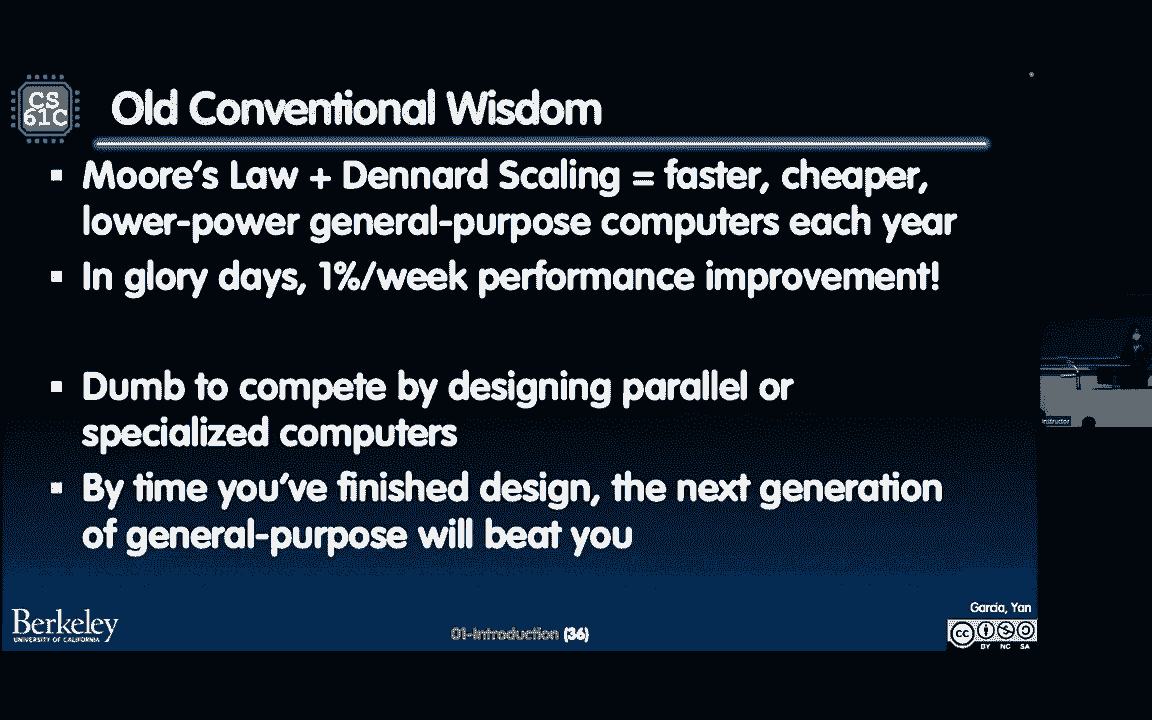 CS
61C
Old Conventional Wisdom
▪ Moore’s Law + Dennard Scaling = faster, cheaper,
lower-power general-purpose computers each year
▪ In glory days, 1%/week performance improvement!
▪ Dumb to compete by designing parallel or
specialized computers
▪ By time you’ve finished design, the next generation
of general-purpose will beat you
Instructor
Berkeley
UNIVERSITY OF CALIFORNIA
01-Introduction (36)
Garcia, Yan
cc
BY NC SA